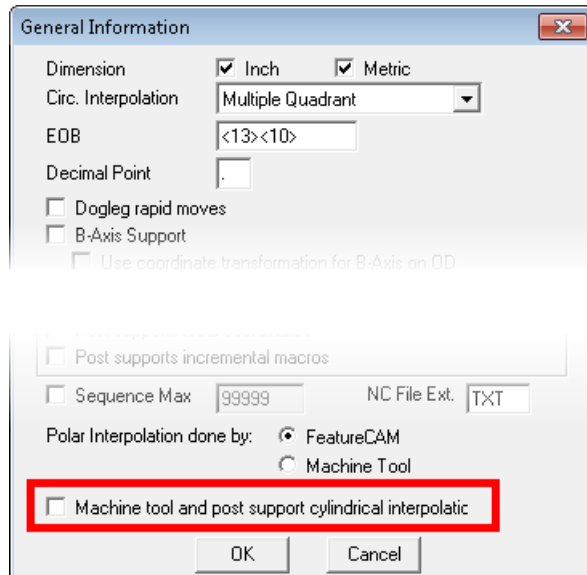 General Information
Dimension Inch Metric
Circ. Interpolation Multiple Quadrant
EOB <13><10>
Decimal Point .
Dogleg rapid moves
B-Axis Support
Use coordinate transformation for B-Axis on OD
Post supports incremental macros
Sequence Max 99999 NC File Ext. TXT
Polar Interpolation done by: FeatureCAM
Machine Tool
Machine tool and post support cylindrical interpolatic
OK Cancel